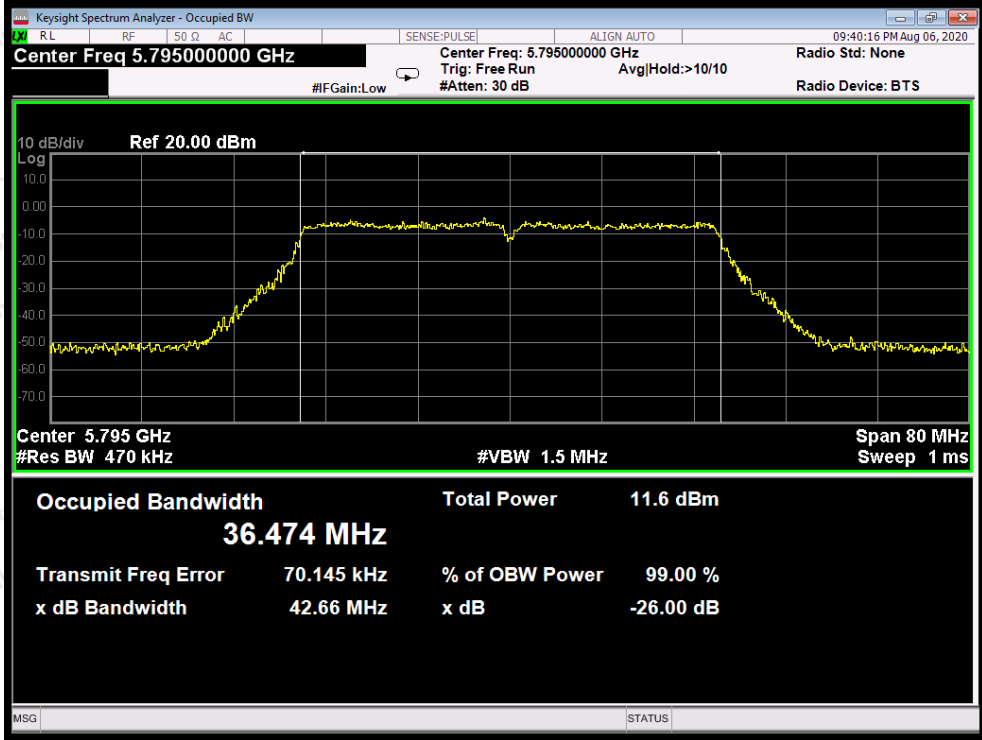 Keysight Spectrum Analyzer - Occupied BW
LXI RL RF 50 Ω AC SENSE:PULSE ALIGN AUTO 09:40:16 PM Aug 06, 2020
Center Freq 5.795000000 GHz
Center Freq: 5.795000000 GHz
Radio Std: None
Trig: Free Run Avg|Hold:>10/10
#IFGain:Low
#Atten: 30 dB
Radio Device: BTS
10 dB/div Ref 20.00 dBm
Log
10.0
0.00
-10.0
-20.0
-30.0
-40.0
-50.0
-60.0
-70.0
Center 5.795 GHz Span 80 MHz
#Res BW 470 kHz #VBW 1.5 MHz Sweep 1 ms
Occupied Bandwidth Total Power 11.6 dBm
36.474 MHz
Transmit Freq Error 70.145 kHz % of OBW Power 99.00 %
x dB Bandwidth 42.66 MHz x dB -26.00 dB
MSG STATUS